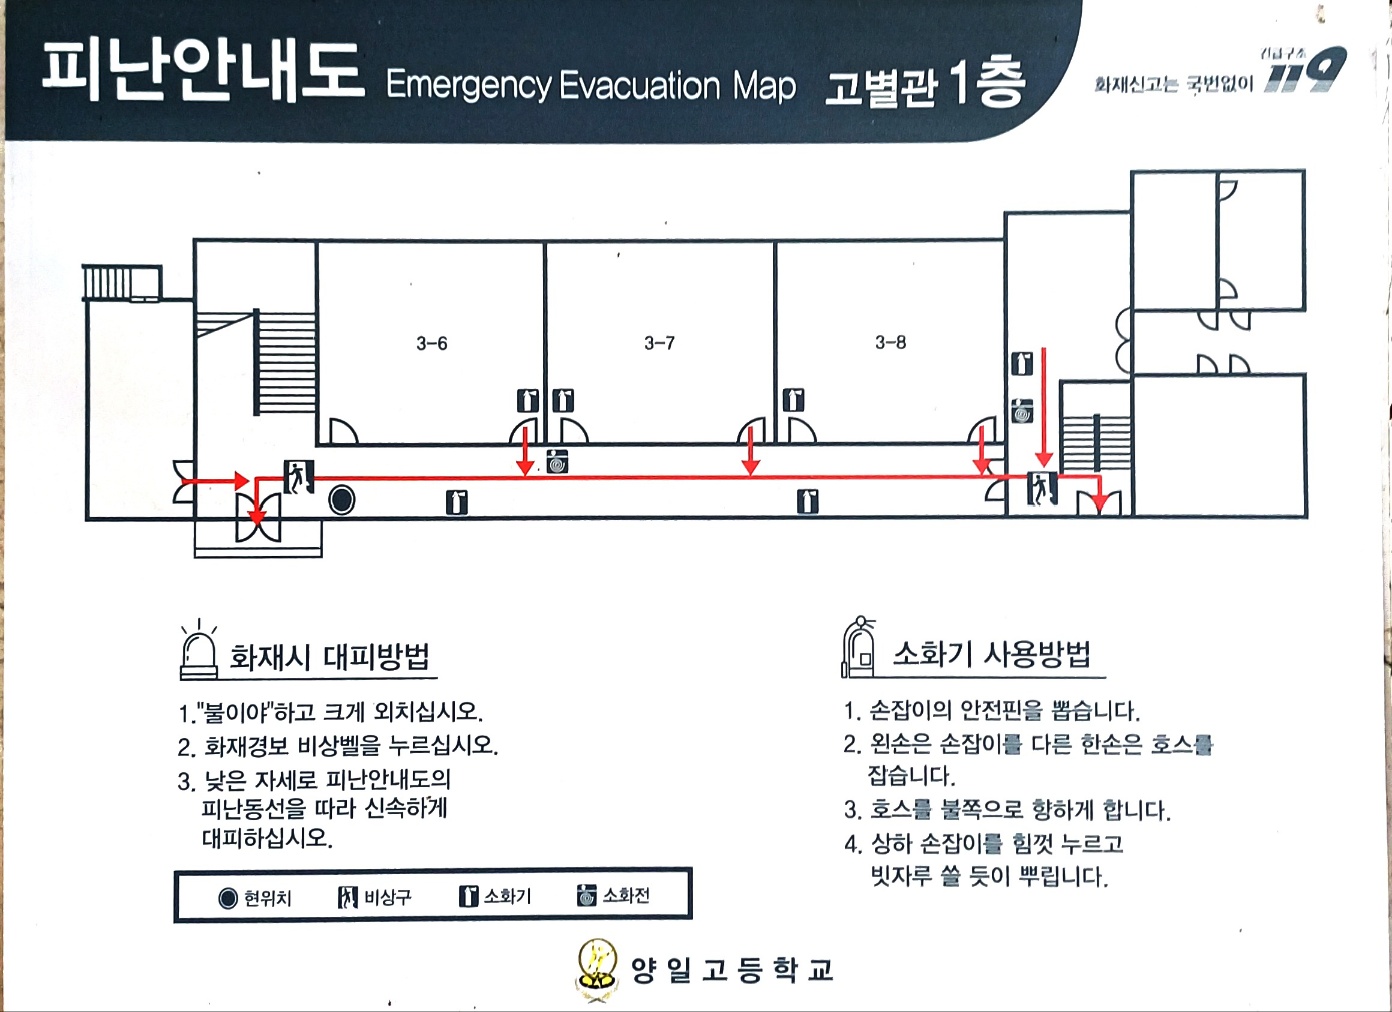 피난안내도 Emergency Evacuation Map 고별관 1층
긴급구조
화재신고는 국번없이 119
3-6
3-7
3-8
화재시 대피방법
1."불이야"하고 크게 외치십시오.
2. 화재경보 비상벨을 누르십시오.
3. 낮은 자세로 피난안내도의
피난동선을 따라 신속하게
대피하십시오.
현위치 비상구 소화기 소화전
소화기 사용방법
1. 손잡이의 안전핀을 뽑습니다.
2. 왼손은 손잡이를 다른 한손은 호스를
잡습니다.
3. 호스를 불쪽으로 향하게 합니다.
4. 상하 손잡이를 힘껏 누르고
빗자루 쓸 듯이 뿌립니다.
양일고등학교